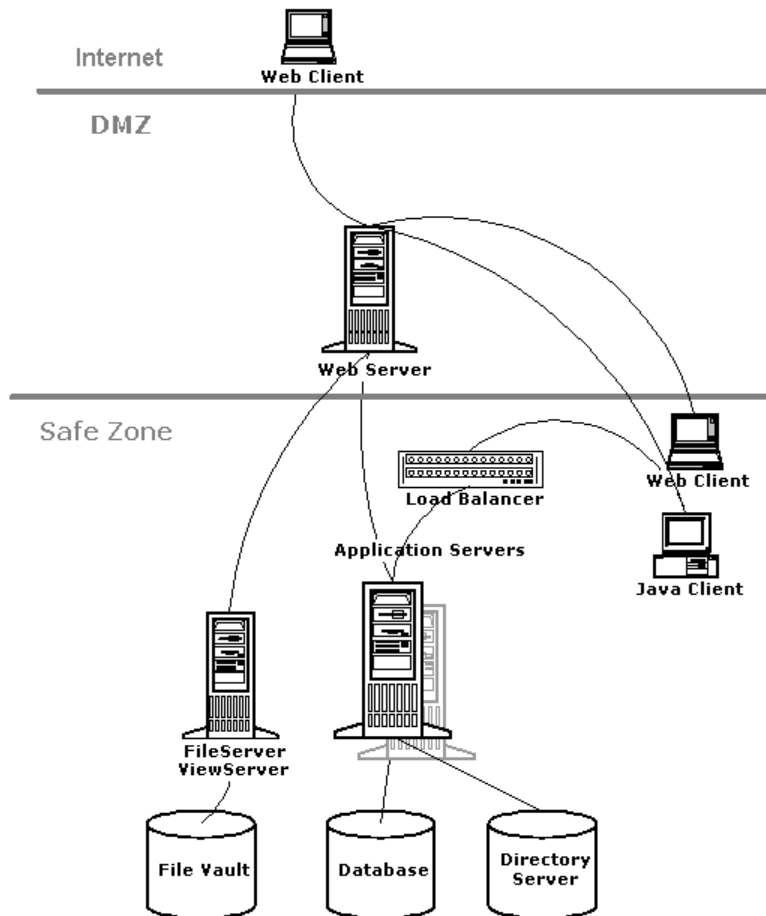 Internet
Web Client
DMZ
Web Server
Safe Zone
Load Balancer
Web Client
Application Servers
Java Client
FileServer
ViewServer
File Vault
Database
Directory
Server